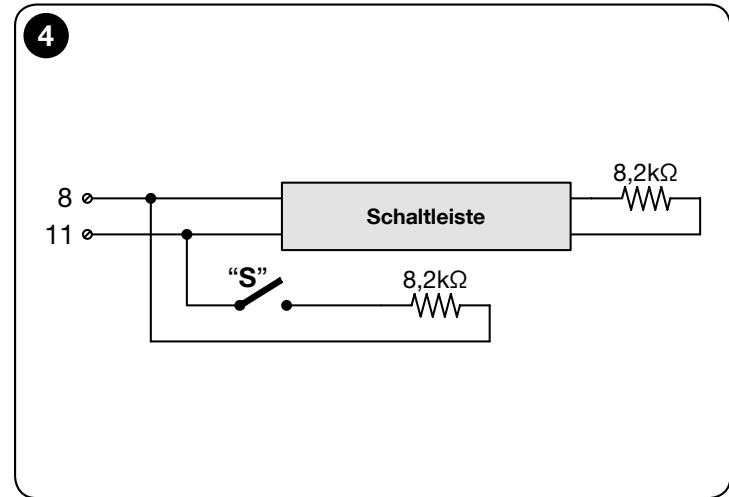 4
8,2kΩ
8
Schaltleiste
11
“S”
8,2kΩ